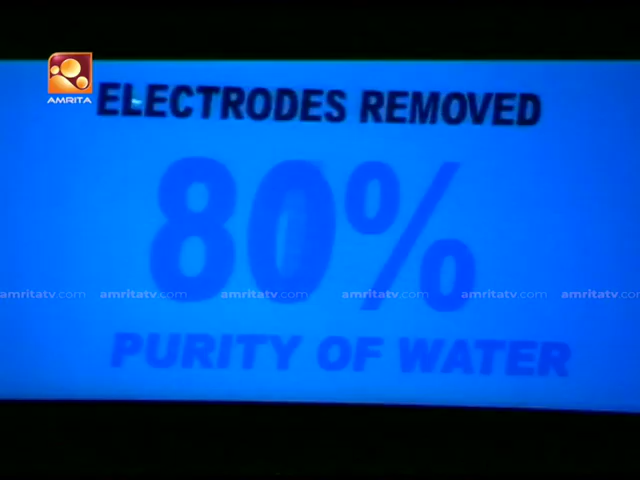 AMRITA
ELECTRODES REMOVED
80%
amritatv.com amritatv.com amritatv.com amritatv.com amritatv.com amritatv.com
PURITY OF WATER